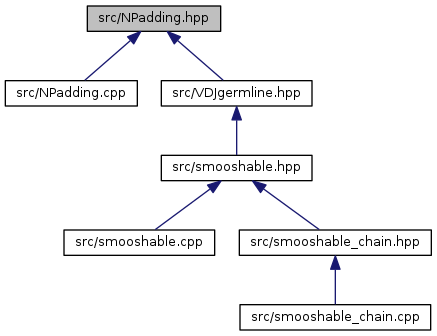 src/NPadding.hpp
src/NPadding.cpp
src/VDJgermline.hpp
src/smooshable.hpp
src/smooshable.cpp
src/smooshable_chain.hpp
src/smooshable_chain.cpp